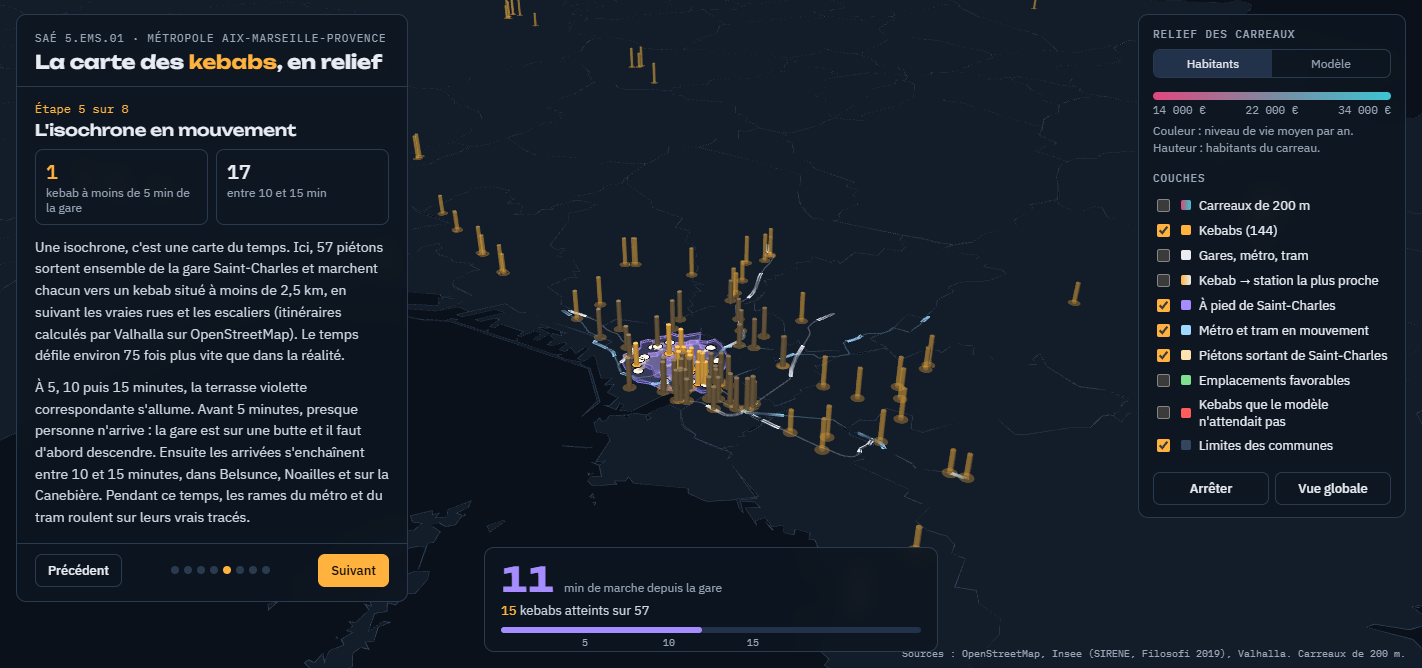 SAÉ 5.EMS.01 · MÉTROPOLE AIX-MARSEILLE-PROVENCE
La carte des kebabs, en relief
Étape 5 sur 8
L'isochrone en mouvement
1
kebab à moins de 5 min de
la gare
17
entre 10 et 15 min
Une isochrone, c'est une carte du temps. Ici, 57 piétons
sortent ensemble de la gare Saint-Charles et marchent
chacun vers un kebab situé à moins de 2,5 km, en
suivant les vraies rues et les escaliers (itinéraires
calculés par Valhalla sur OpenStreetMap). Le temps
défile environ 75 fois plus vite que dans la réalité.
À 5, 10 puis 15 minutes, la terrasse violette
correspondante s'allume. Avant 5 minutes, presque
personne n'arrive : la gare est sur une butte et il faut
d'abord descendre. Ensuite les arrivées s'enchaînent
entre 10 et 15 minutes, dans Belsunce, Noailles et sur la
Canebière. Pendant ce temps, les rames du métro et du
tram roulent sur leurs vrais tracés.
Précédent
Suivant
11 min de marche depuis la gare
15 kebabs atteints sur 57
5 10 15
RELIEF DES CARREAUX
Habitants Modèle
14 000 € 22 000 € 34 000 €
Couleur : niveau de vie moyen par an.
Hauteur : habitants du carreau.
COUCHES
Carreaux de 200 m
Kebabs (144)
Gares, métro, tram
Kebab → station la plus proche
À pied de Saint-Charles
Métro et tram en mouvement
Piétons sortant de Saint-Charles
Emplacements favorables
Kebabs que le modèle
n'attendait pas
Limites des communes
Arrêter Vue globale
Sources : OpenStreetMap, Insee (SIRENE, Filosofi 2019), Valhalla. Carreaux de 200 m.